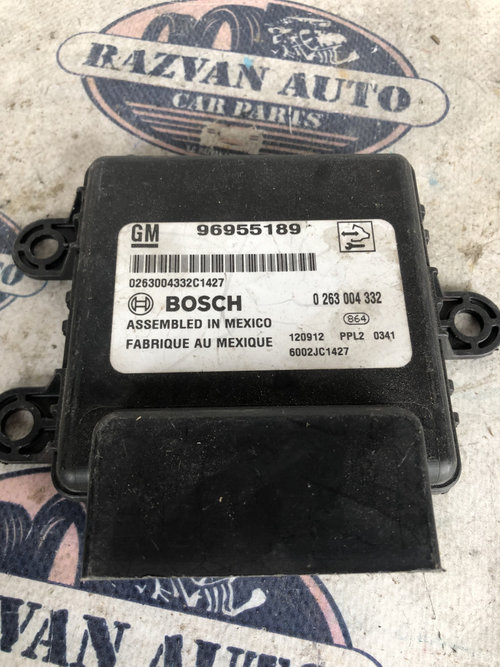 RAZVAN AUTO
CAR PARTS
GM 96955189
0263004332C1427
BOSCH 0 263 004 332
ASSEMBLED IN MEXICO 864
FABRIQUE AU MEXIQUE 120912 PPL2 0341
6002JC1427
VAN AUTO